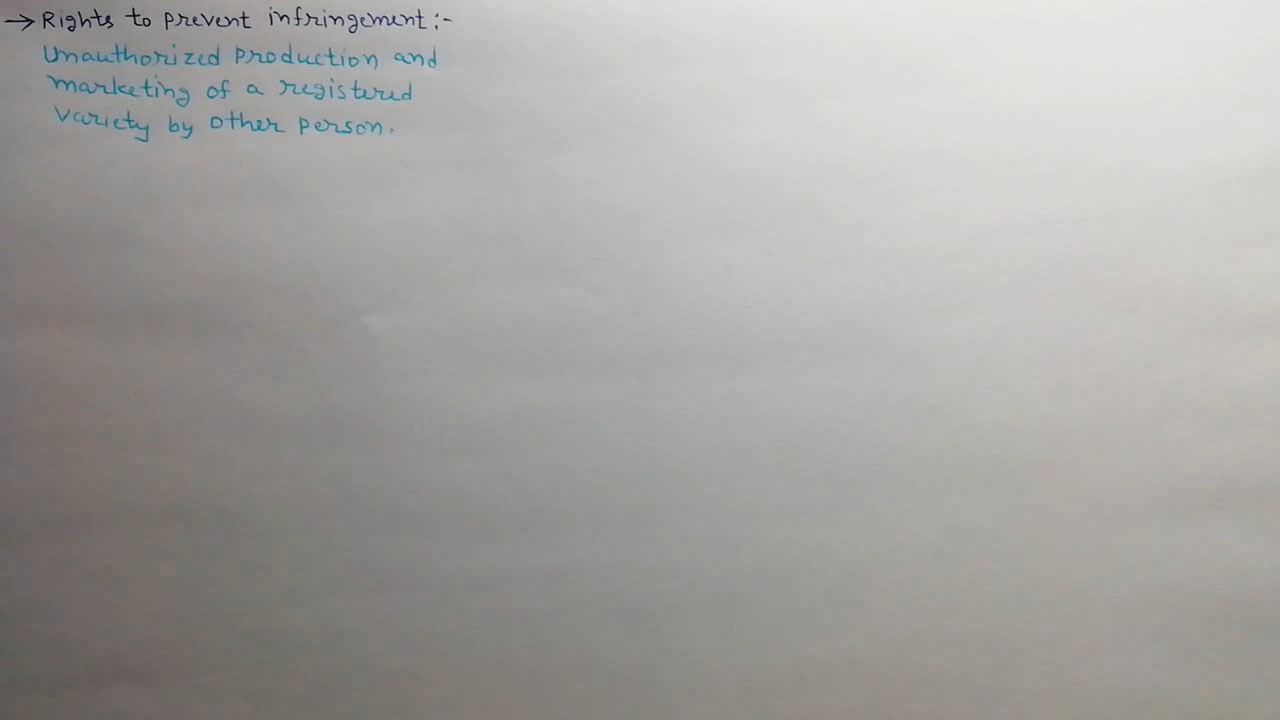 → Rights to prevent infringement:-
Unauthorized production and
marketing of a registered
variety by other person.